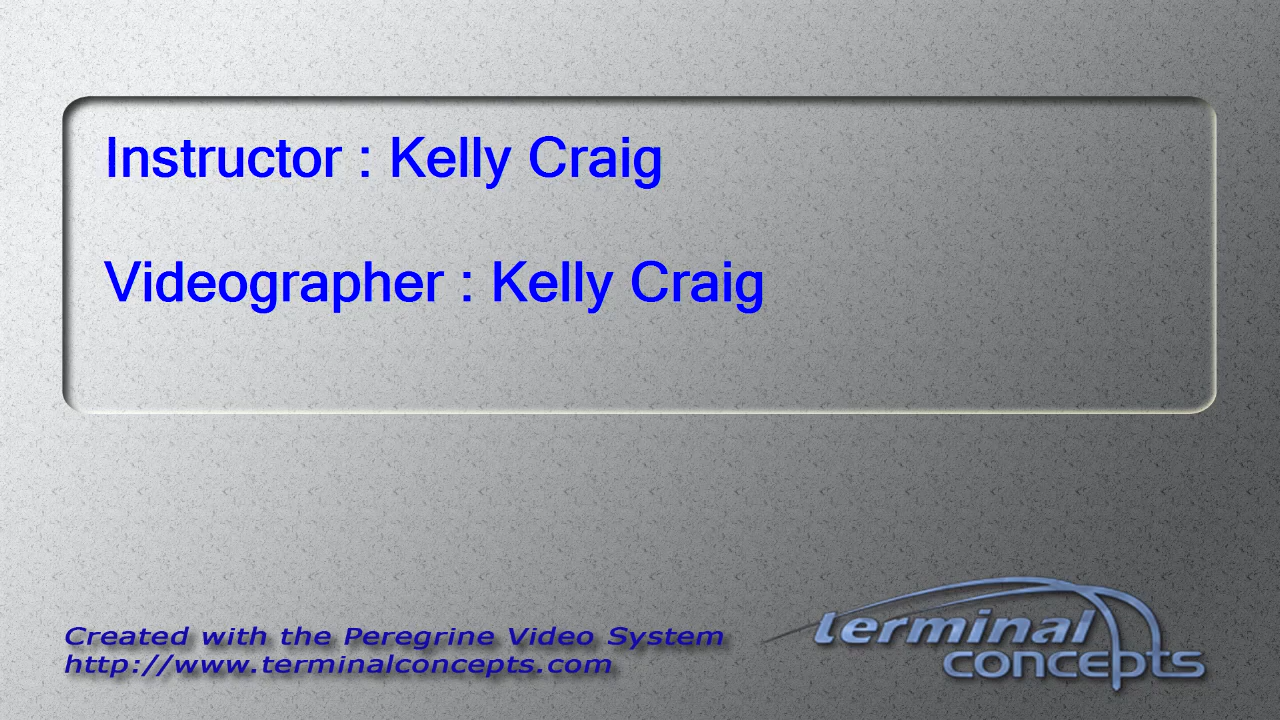 Instructor : Kelly Craig
Videographer : Kelly Craig
Created with the Peregrine Video System
http://www.terminalconcepts.com
terminal
concepts